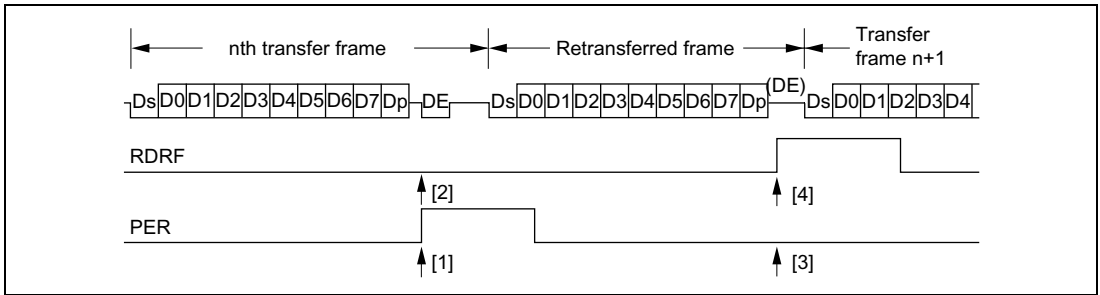 nth transfer frame Retransferred frame Transfer
frame n+1
(DE)
Ds D0 D1 D2 D3 D4 D5 D6 D7 Dp DE Ds D0 D1 D2 D3 D4 D5 D6 D7 Dp Ds D0 D1 D2 D3 D4
RDRF
[2] [4]
PER
[1] [3]